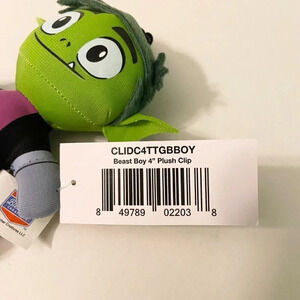 CLIDC4TTGBBOY
Beast Boy 4" Plush Clip
8 49789 02203 8